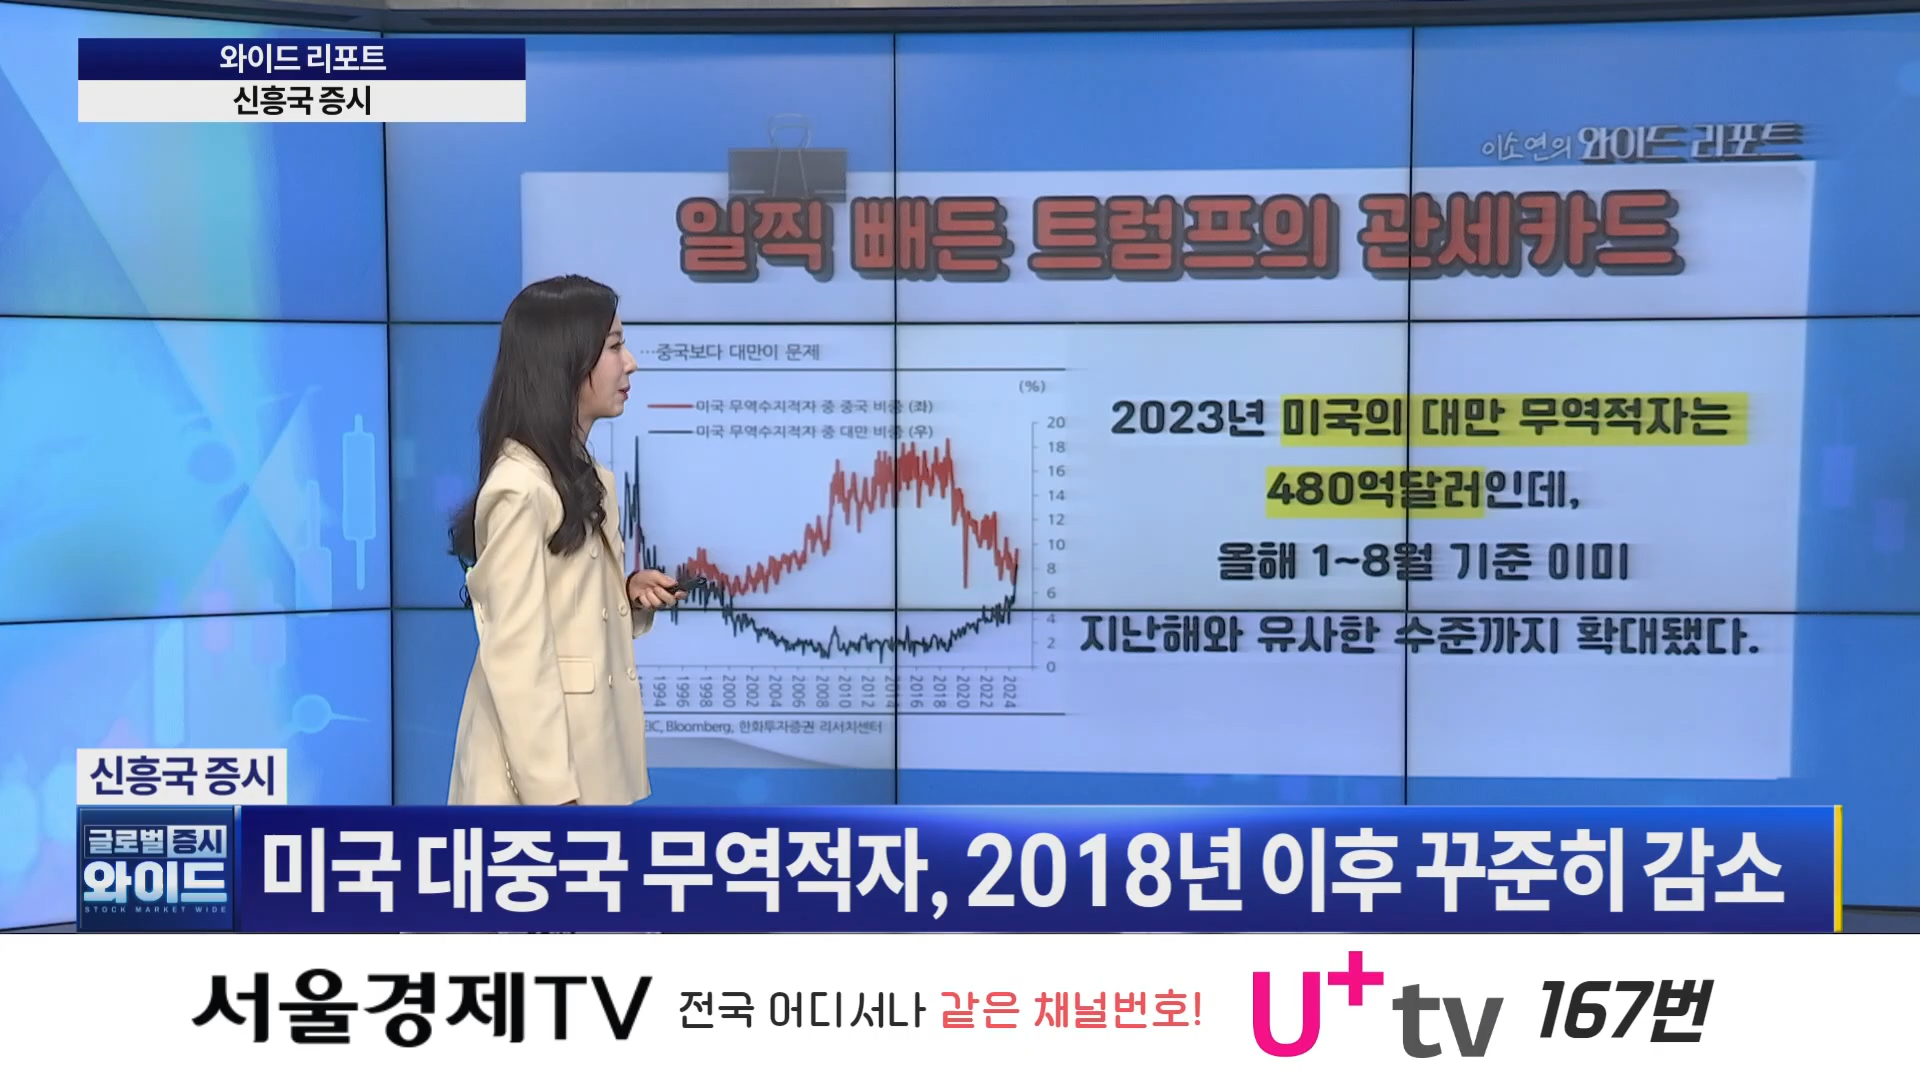 와이드 리포트
신흥국 증시
이소연의 와이드 리포트
일찍 빼든 트럼프의 관세카드
…중국보다 대만이 문제
(%)
미국 무역수지적자 중 중국 비중 (좌)
미국 무역수지적자 중 대만 비중 (우)
20
18
16
14
12
10
8
6
4
2
0
1994 1996 1998 2000 2002 2004 2006 2008 2010 2012 2014 2016 2018 2020 2022 2024
EIC, Bloomberg, 한화투자증권 리서치센터
2023년 미국의 대만 무역적자는
480억달러인데,
올해 1~8월 기준 이미
지난해와 유사한 수준까지 확대됐다.
신흥국 증시
글로벌 증시
와이드
STOCK MARKET WIDE
미국 대중국 무역적자, 2018년 이후 꾸준히 감소
서울경제TV 전국 어디서나 같은 채널번호! U+tv 167번